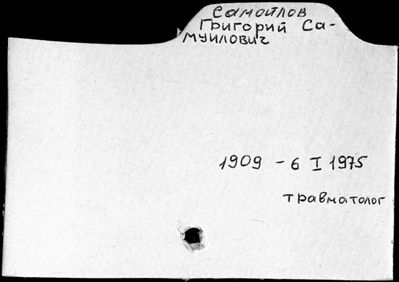 Самойлов
Григорий Са-
муилович
1909 - 6 I 1975
травматолог